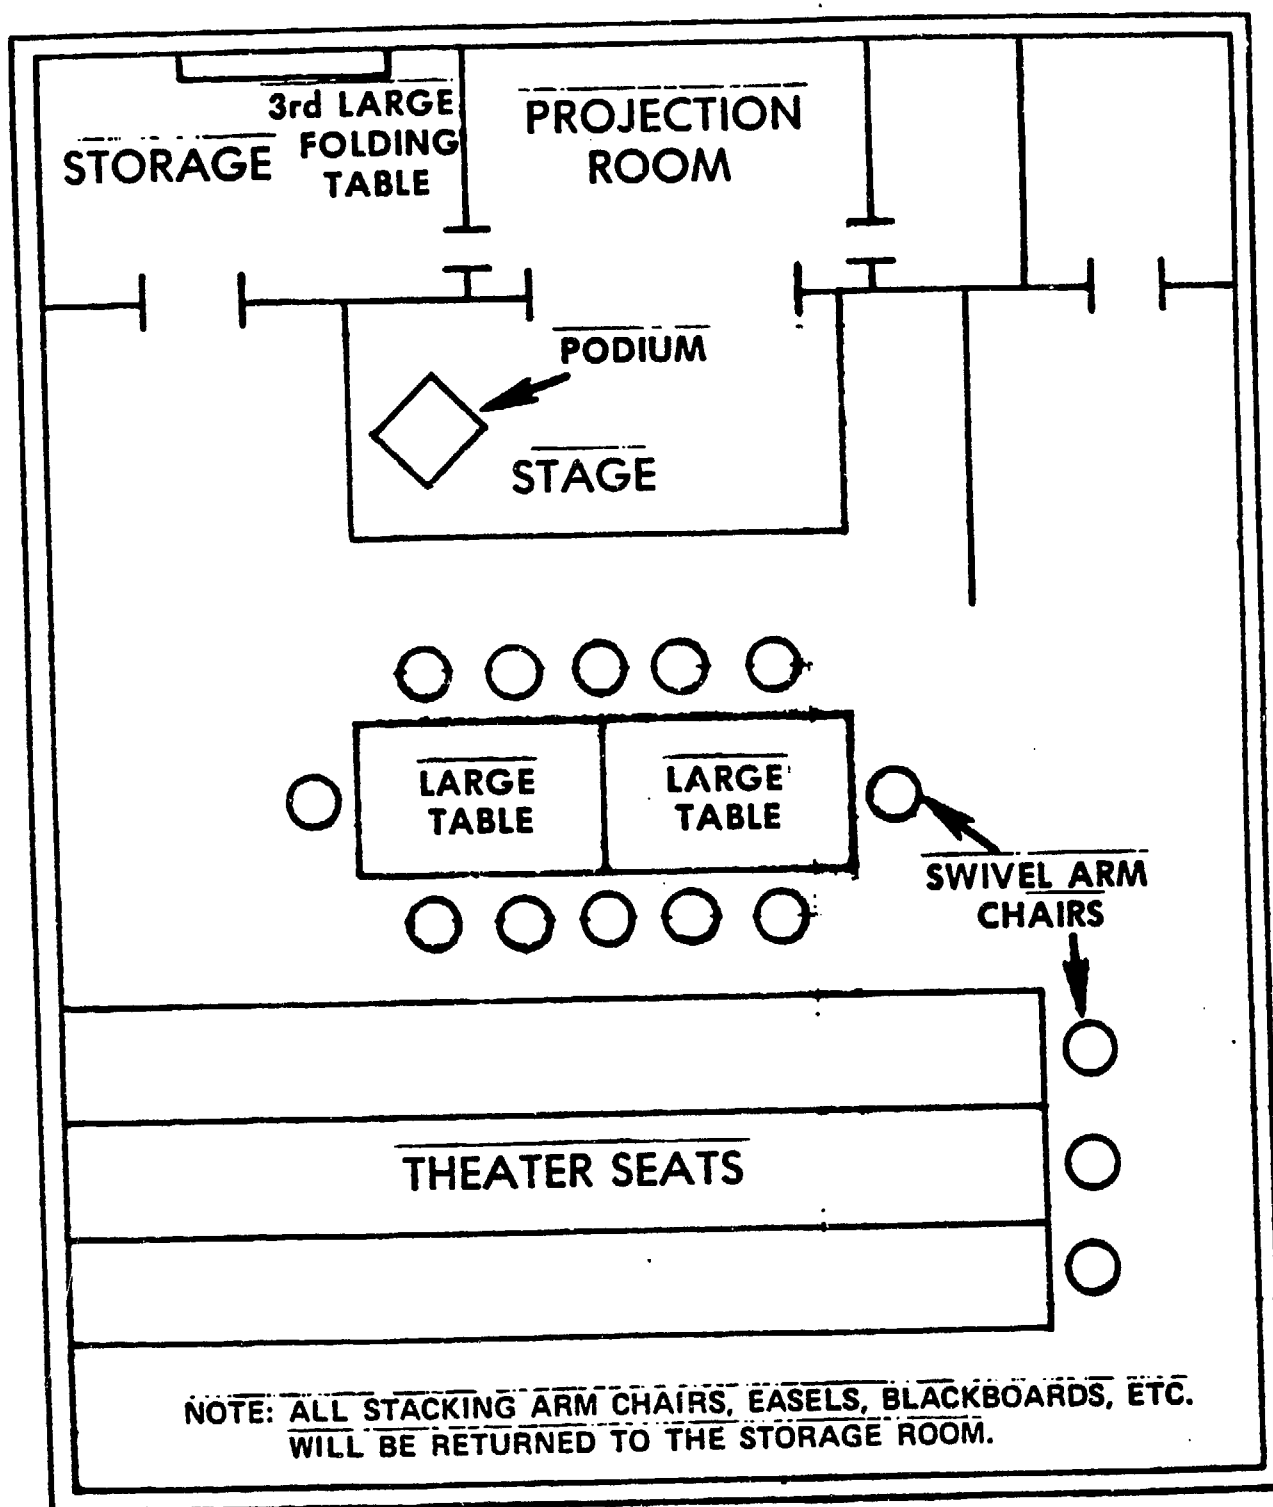 3rd LARGE
FOLDING
TABLE
STORAGE
PROJECTION
ROOM
PODIUM
STAGE
LARGE
TABLE
LARGE
TABLE
SWIVEL ARM
CHAIRS
THEATER SEATS
NOTE: ALL STACKING ARM CHAIRS, EASELS, BLACKBOARDS, ETC.
WILL BE RETURNED TO THE STORAGE ROOM.